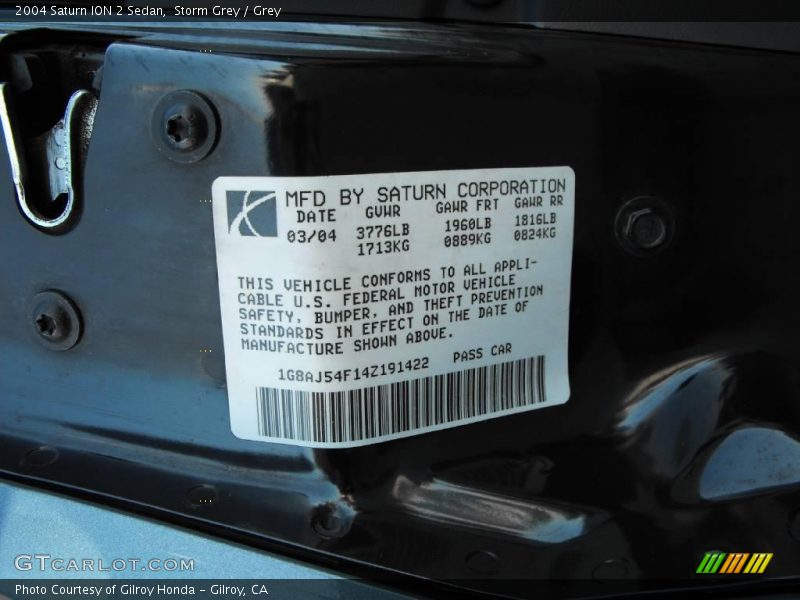 2004 Saturn ION 2 Sedan, Storm Grey / Grey
MFD BY SATURN CORPORATION
DATE GVWR GAWR FRT GAWR RR
03/04 3776LB 1960LB 1816LB
1713KG 0889KG 0824KG
THIS VEHICLE CONFORMS TO ALL APPLI-
CABLE U.S. FEDERAL MOTOR VEHICLE
SAFETY, BUMPER, AND THEFT PREVENTION
STANDARDS IN EFFECT ON THE DATE OF
MANUFACTURE SHOWN ABOVE.
1G8AJ54F14Z191422 PASS CAR
GTCARLOT.COM
Photo Courtesy of Gilroy Honda - Gilroy, CA